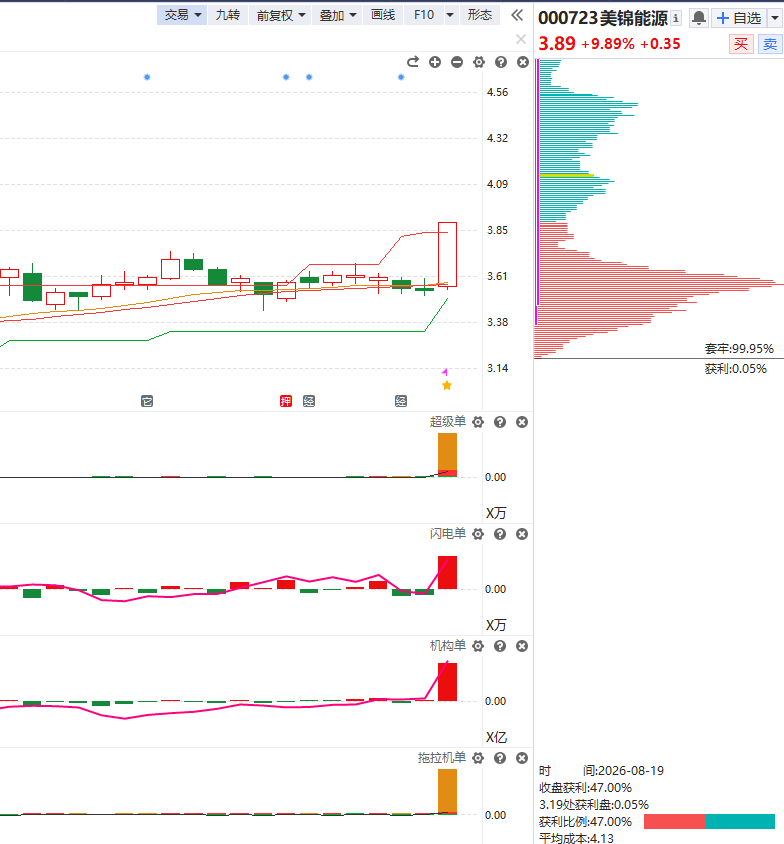 交易 九转 前复权 叠加 画线 F10 形态
000723美锦能源 自选
3.89 +9.89% +0.35 买 卖
4.56
4.32
4.09
3.85
3.61
3.38
3.14
它 押 经 经
套牢:99.95%
获利:0.05%
超级单
0.00
X万
闪电单
0.00
X万
机构单
0.00
X亿
拖拉机单
0.00
时 间:2026-08-19
收盘获利:47.00%
3.19处获利盘:0.05%
获利比例:47.00%
平均成本:4.13